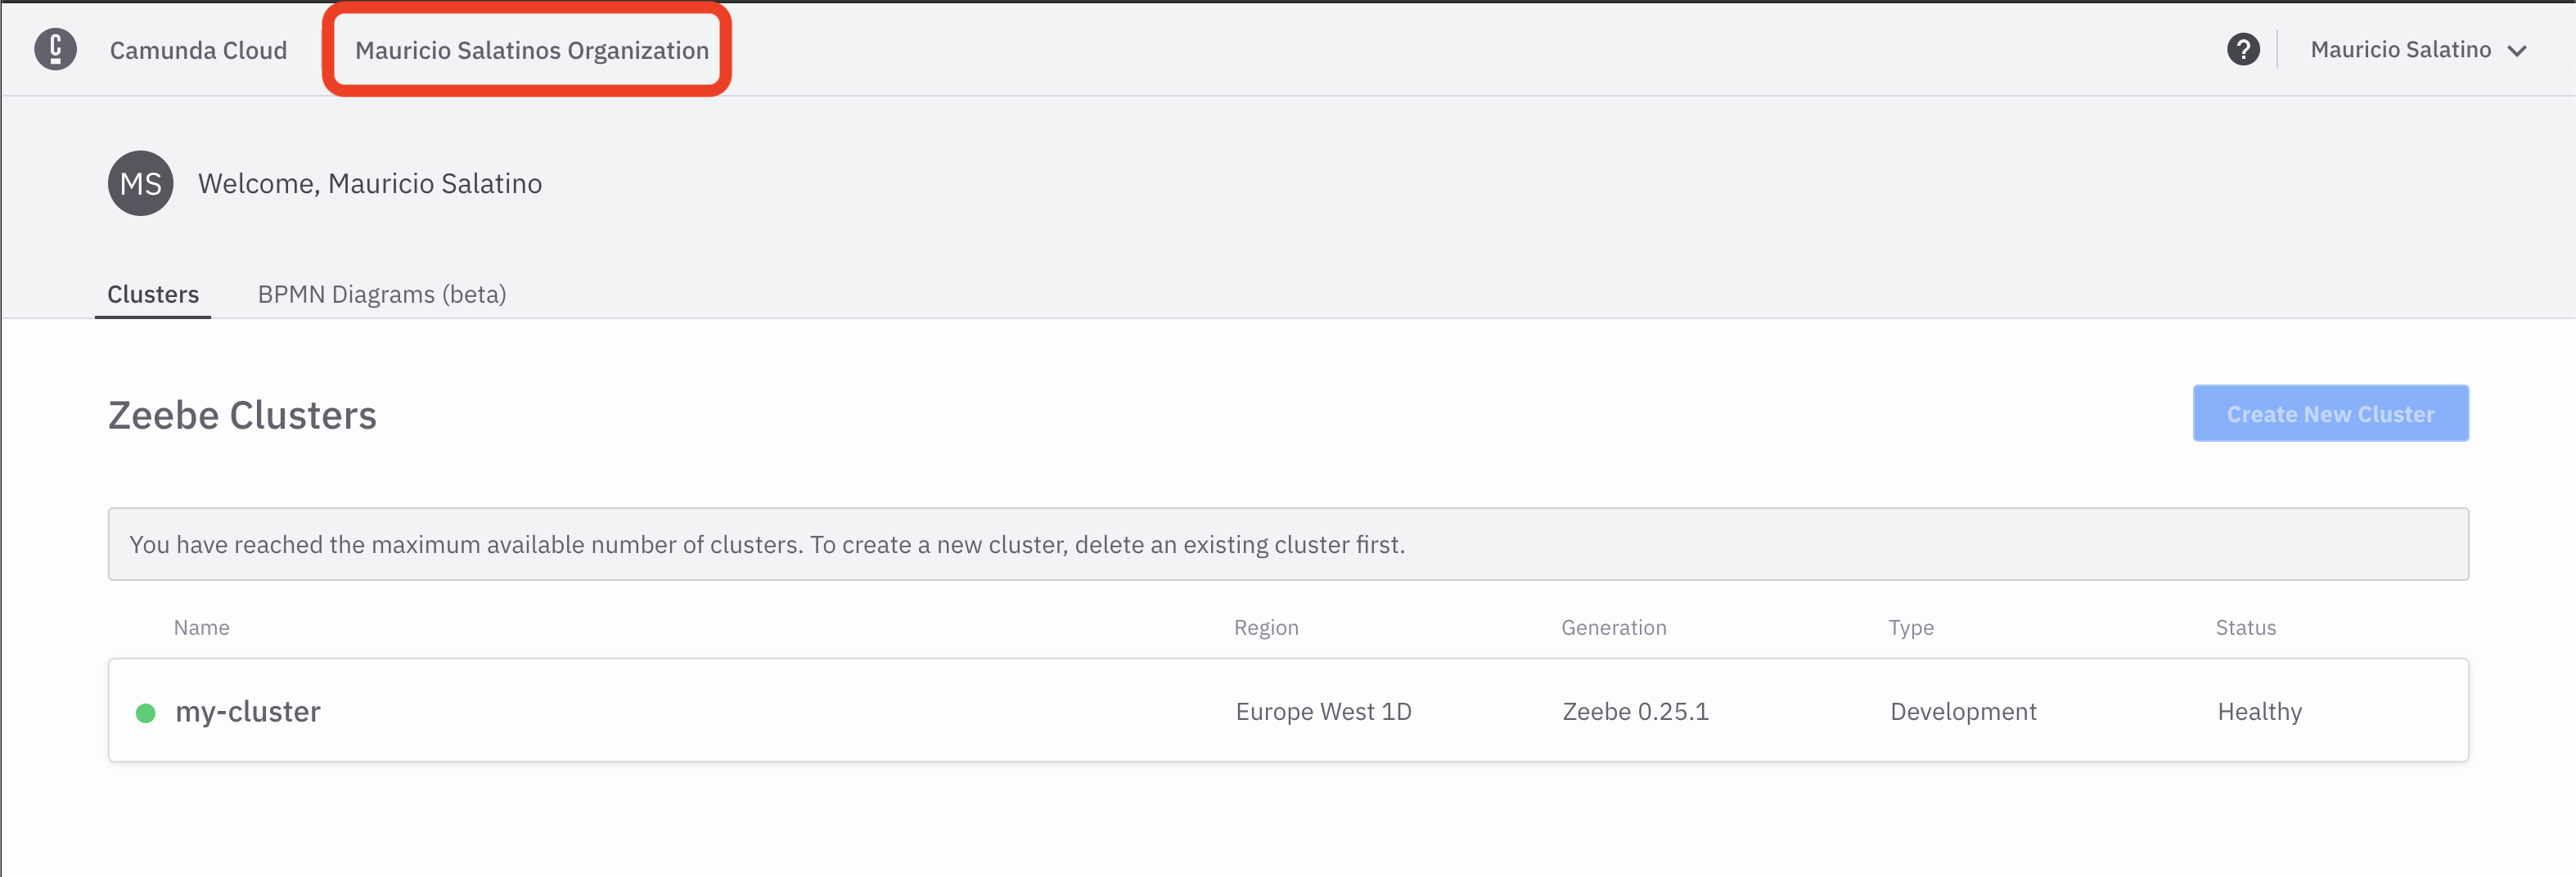 Camunda Cloud Mauricio Salatinos Organization ? Mauricio Salatino
MS Welcome, Mauricio Salatino
Clusters BPMN Diagrams (beta)
Zeebe Clusters Create New Cluster
You have reached the maximum available number of clusters. To create a new cluster, delete an existing cluster first.
Name Region Generation Type Status
my-cluster Europe West 1D Zeebe 0.25.1 Development Healthy